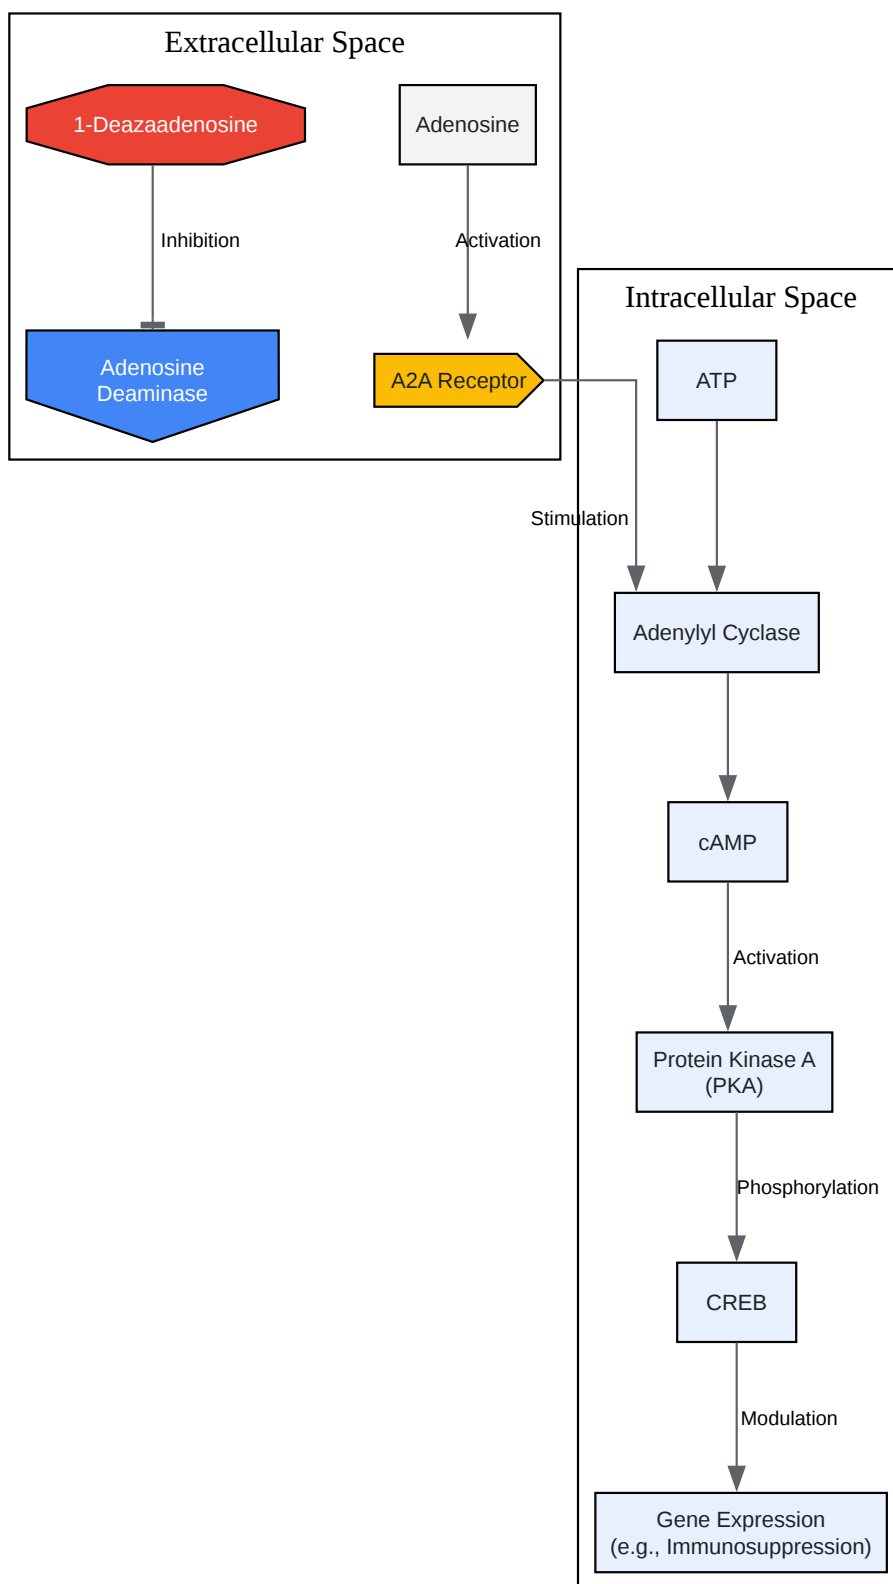 Extracellular Space
1-Deazaadenosine
Adenosine
Inhibition
Activation
Adenosine
Deaminase
A2A Receptor
Intracellular Space
ATP
Stimulation
Adenylyl Cyclase
cAMP
Activation
Protein Kinase A
(PKA)
Phosphorylation
CREB
Modulation
Gene Expression
(e.g., Immunosuppression)